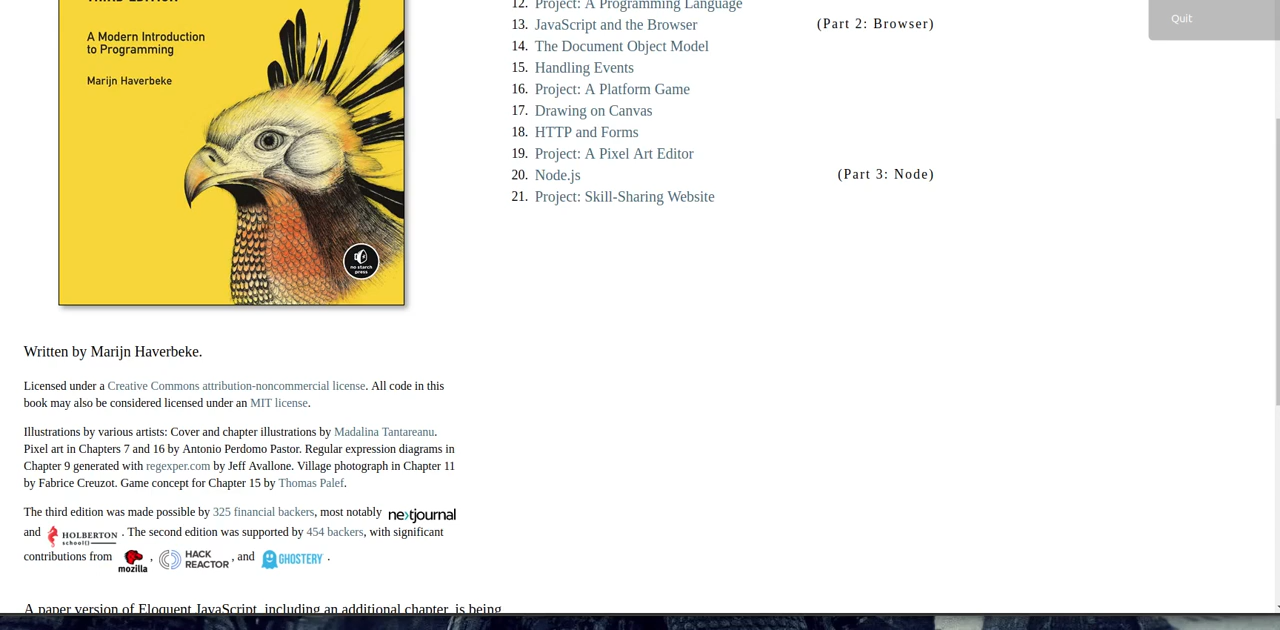 THIRD EDITION
A Modern Introduction
to Programming
Marijn Haverbeke
no starch
press
12. Project: A Programming Language
13. JavaScript and the Browser (Part 2: Browser)
14. The Document Object Model
15. Handling Events
16. Project: A Platform Game
17. Drawing on Canvas
18. HTTP and Forms
19. Project: A Pixel Art Editor
20. Node.js (Part 3: Node)
21. Project: Skill-Sharing Website
Quit
Written by Marijn Haverbeke.
Licensed under a Creative Commons attribution-noncommercial license. All code in this
book may also be considered licensed under an MIT license.
Illustrations by various artists: Cover and chapter illustrations by Madalina Tantareanu.
Pixel art in Chapters 7 and 16 by Antonio Perdomo Pastor. Regular expression diagrams in
Chapter 9 generated with regexper.com by Jeff Avallone. Village photograph in Chapter 11
by Fabrice Creuzot. Game concept for Chapter 15 by Thomas Palef.
The third edition was made possible by 325 financial backers, most notably nextjournal
and HOLBERTON school() . The second edition was supported by 454 backers, with significant
contributions from mozilla , HACK REACTOR , and GHOSTERY .
A paper version of Eloquent JavaScript, including an additional chapter, is being